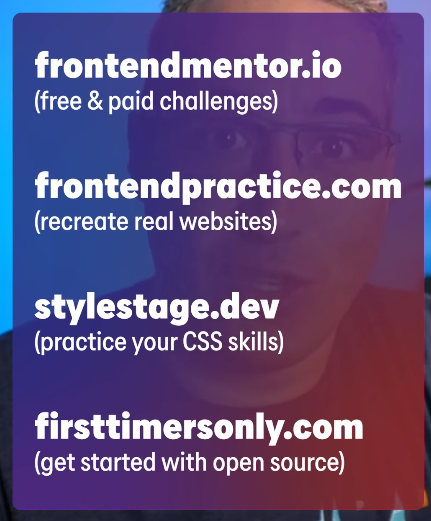 frontendmentor.io
(free & paid challenges)
frontendpractice.com
(recreate real websites)
stylestage.dev
(practice your CSS skills)
firsttimersonly.com
(get started with open source)